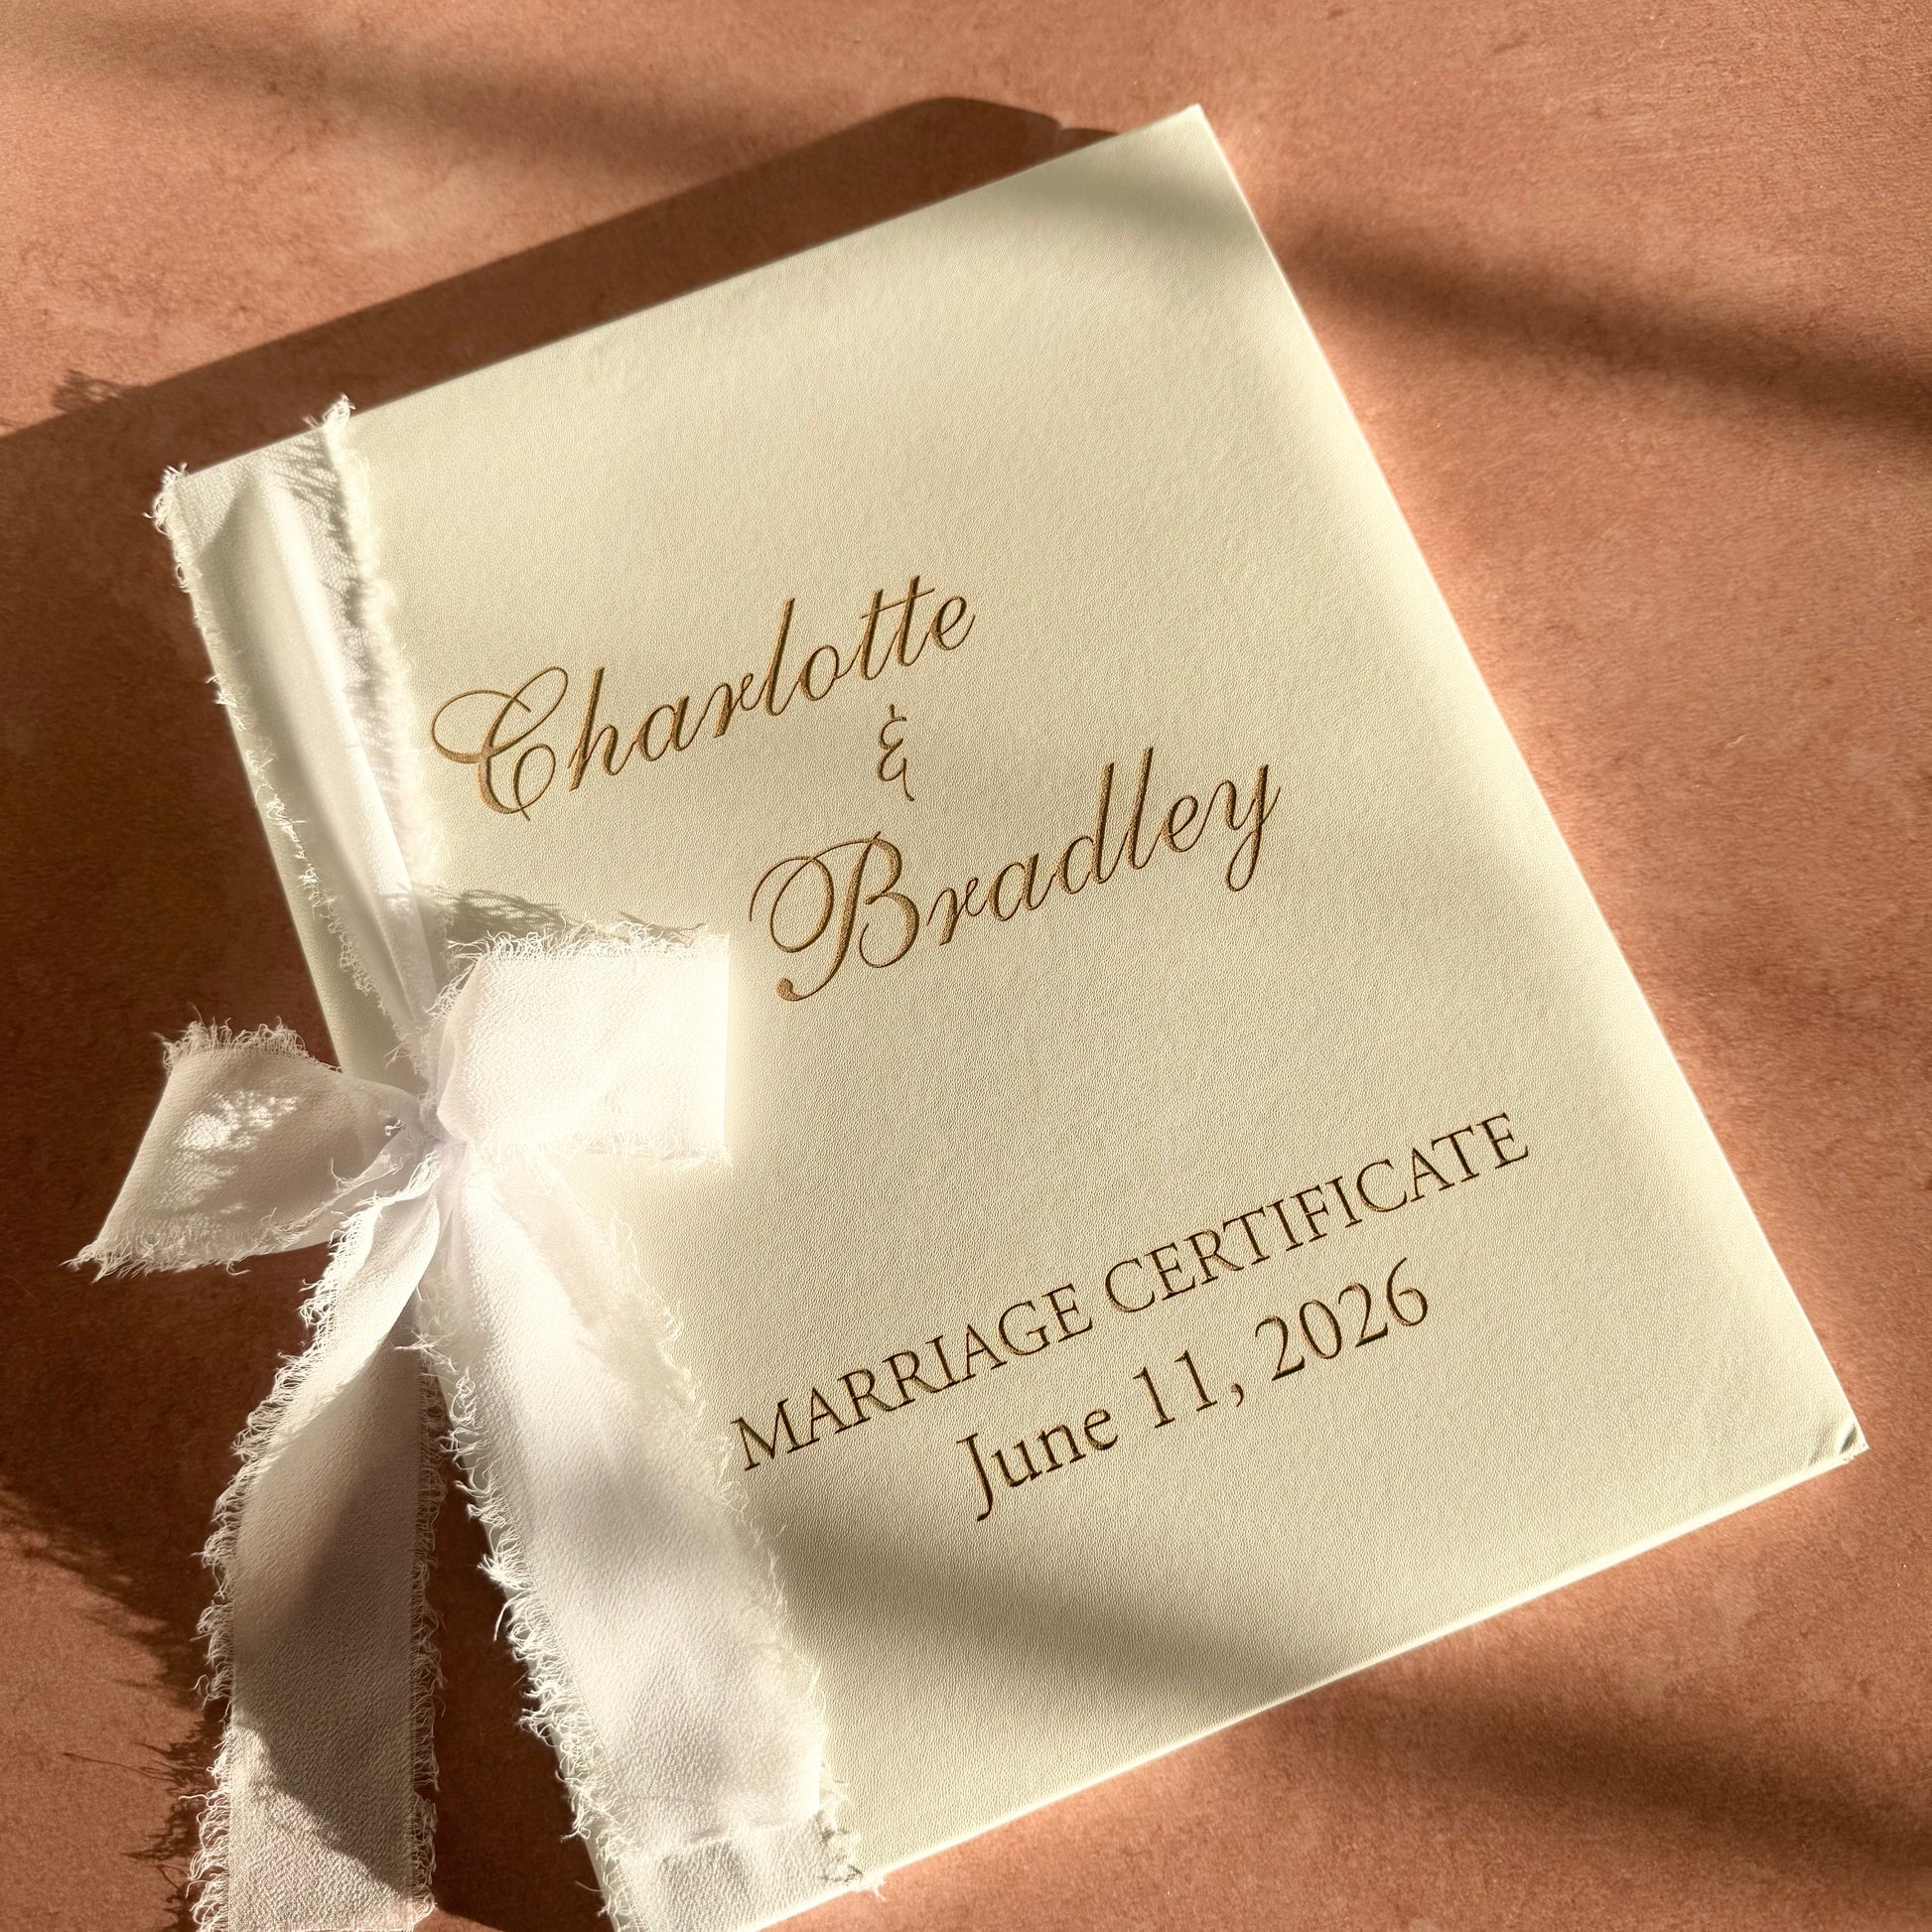 Charlotte
&
Bradley
MARRIAGE CERTIFICATE
June 11, 2026